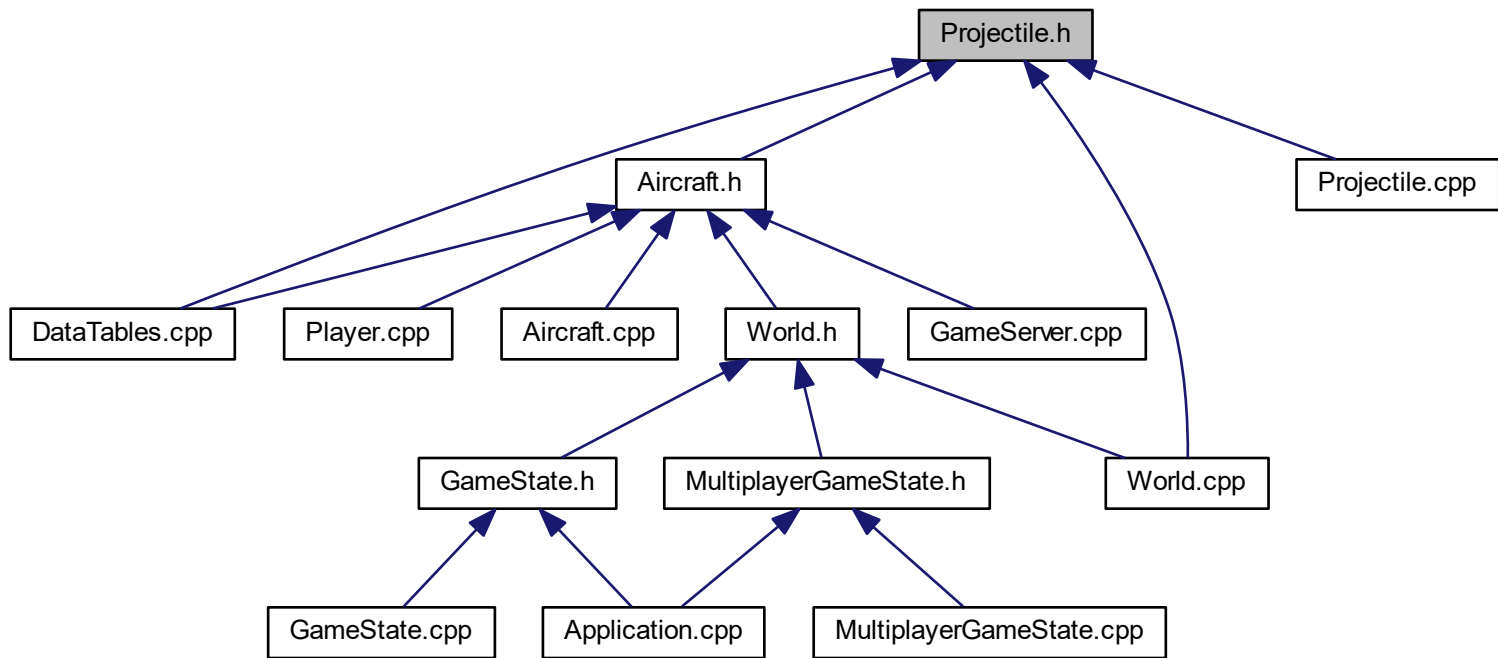 Projectile.h
Aircraft.h
Projectile.cpp
DataTables.cpp
Player.cpp
Aircraft.cpp
World.h
GameServer.cpp
GameState.h
MultiplayerGameState.h
World.cpp
GameState.cpp
Application.cpp
MultiplayerGameState.cpp